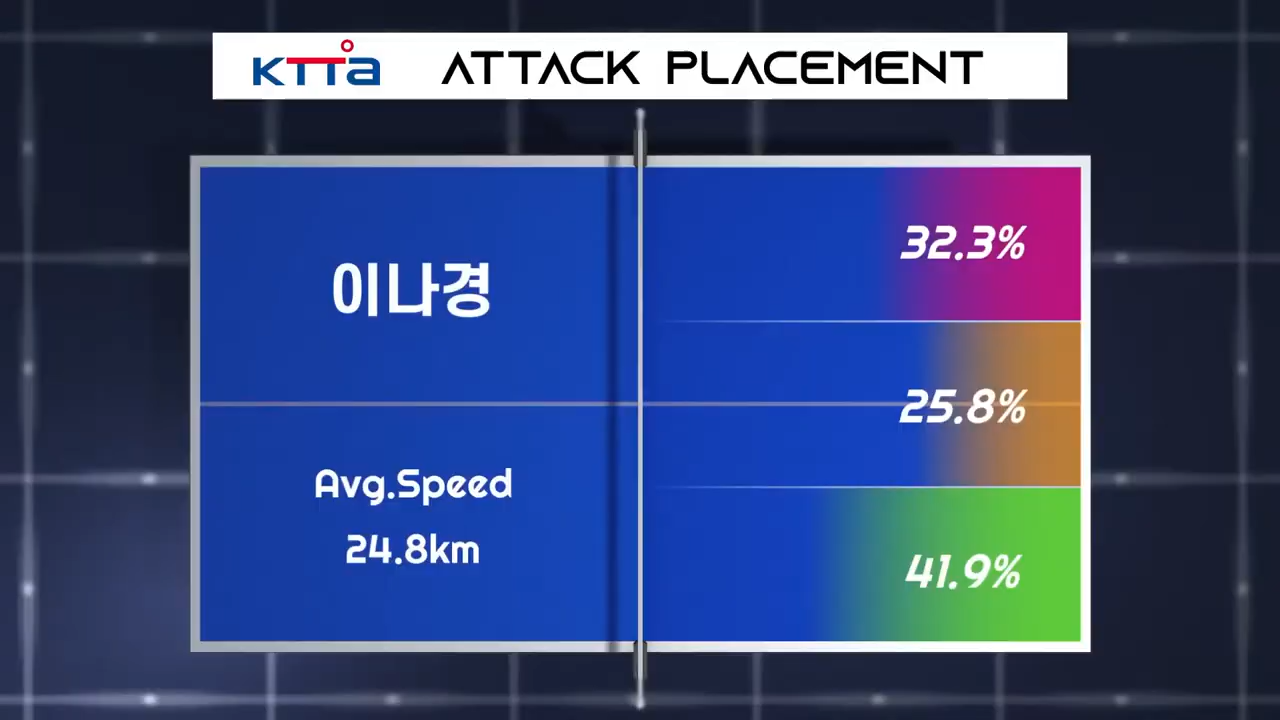 KTTa ATTACK PLACEMENT
이나경
Avg.Speed
24.8km
32.3%
25.8%
41.9%